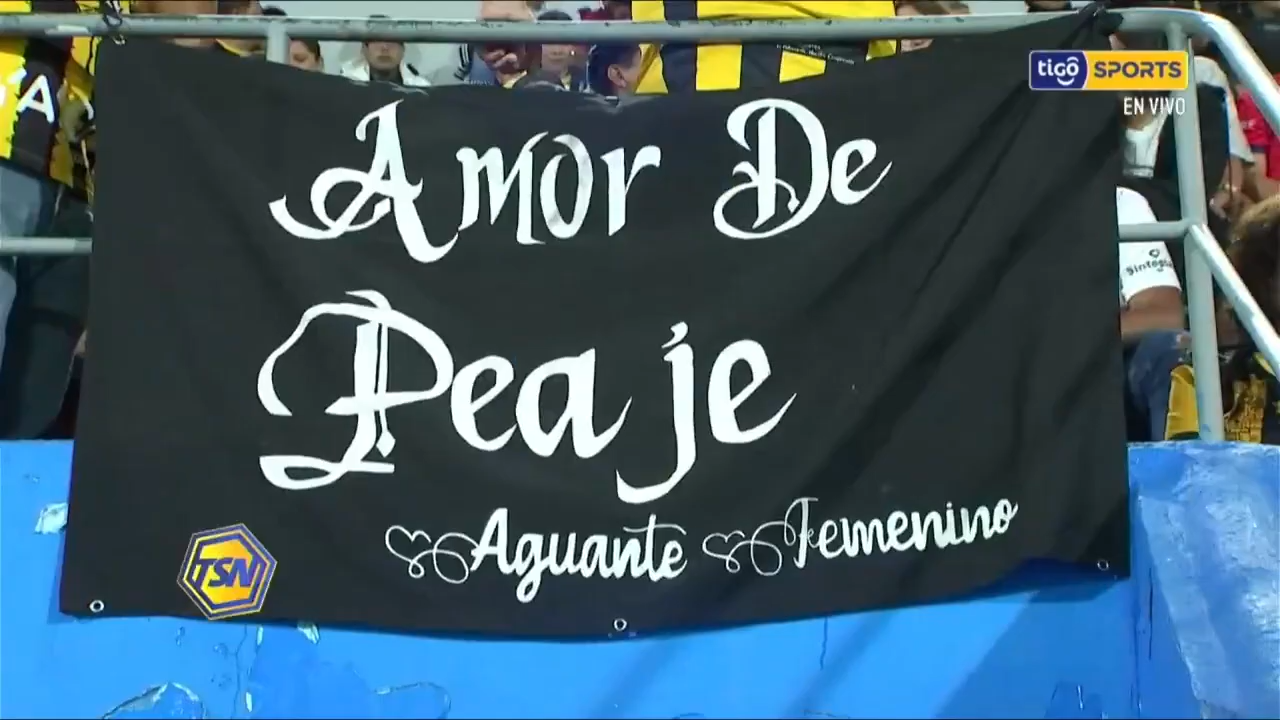 tigo SPORTS
EN VIVO
Amor De
Peaje
Aguante Femenino
TSN